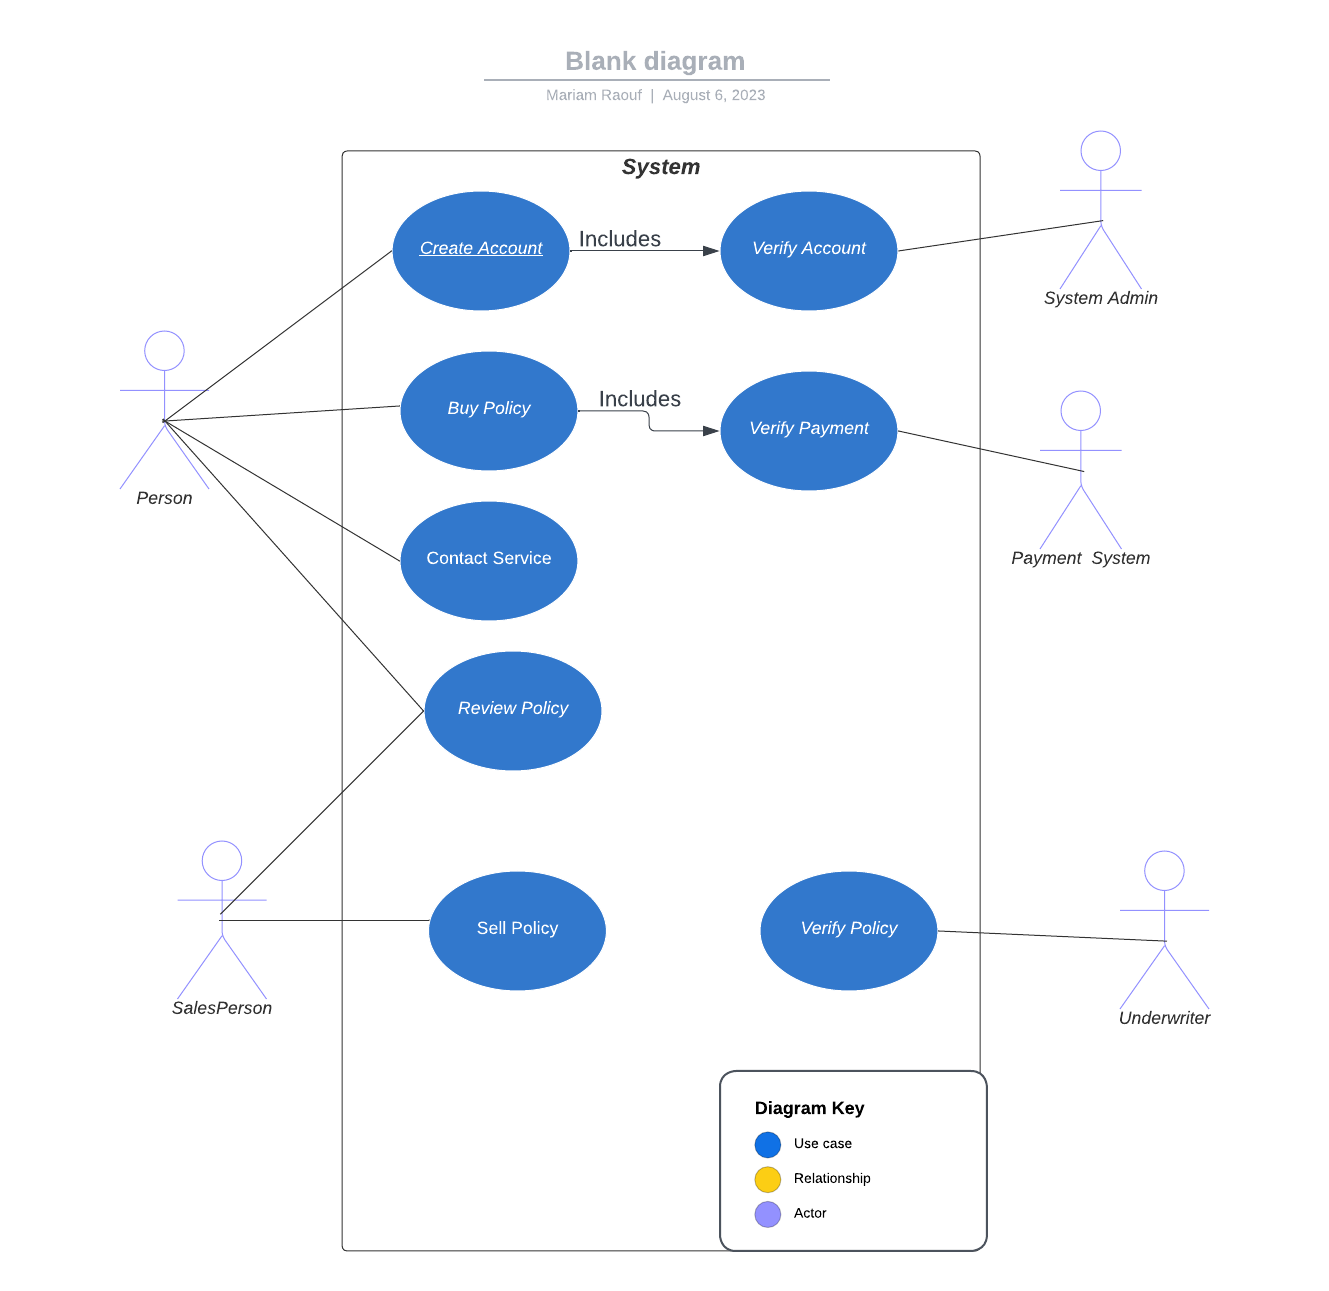 Blank diagram
Mariam Raouf | August 6, 2023
System
Create Account
Includes
Verify Account
System Admin
Person
Buy Policy
Includes
Verify Payment
Payment  System
Contact Service
Review Policy
SalesPerson
Sell Policy
Verify Policy
Underwriter
Diagram Key
Use case
Relationship
Actor